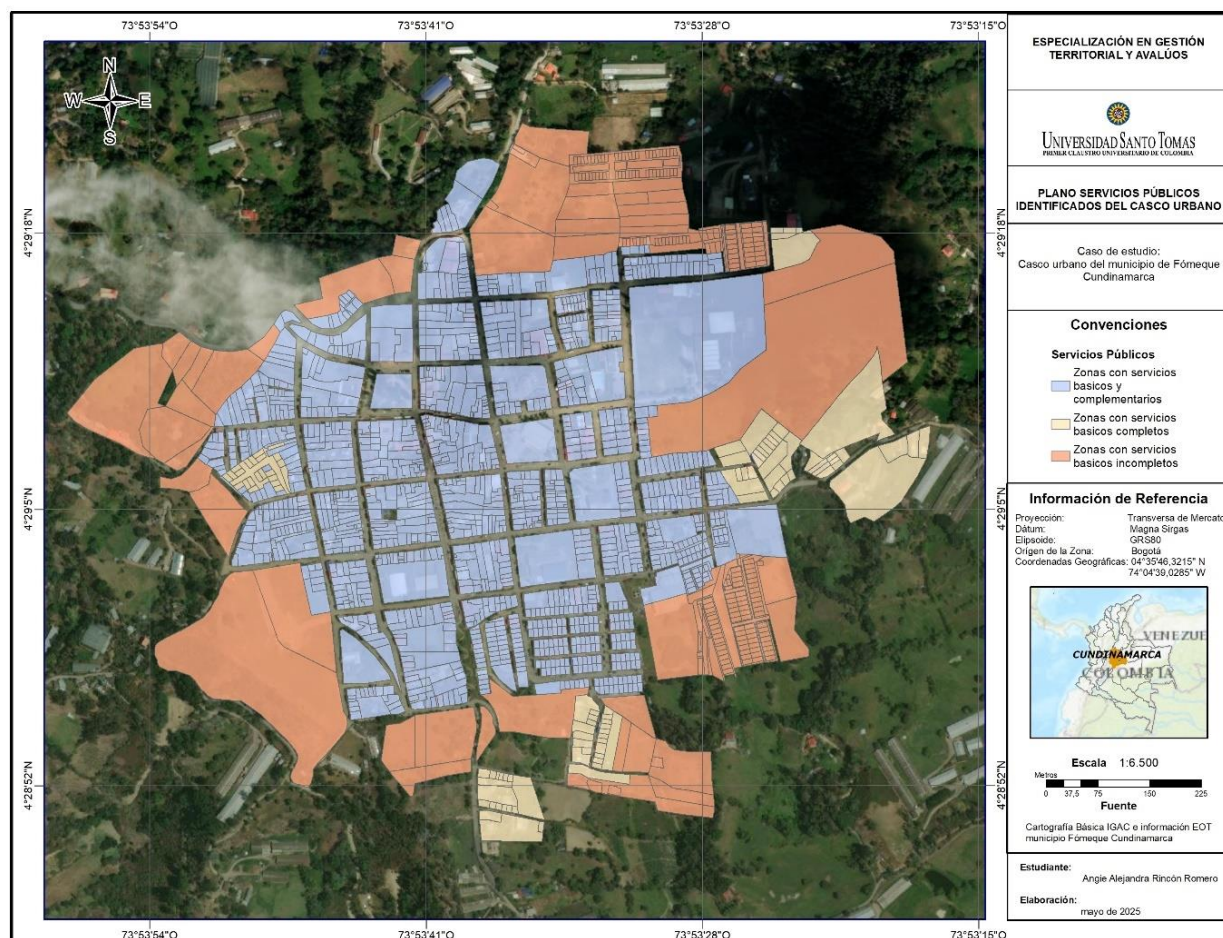 73°53'54"O
73°53'41"O
73°53'28"O
73°53'15"O
4°29'18"N
4°29'5"N
4°28'52"N
N
W
E
S
4°29'18"N
4°29'5"N
4°28'52"N
73°53'54"O
73°53'41"O
73°53'28"O
73°53'15"O
ESPECIALIZACIÓN EN GESTIÓN
TERRITORIAL Y AVALÚOS
UNIVERSIDAD SANTO TOMAS
PRIMER CLAUSTRO UNIVERSITARIO DE COLOMBIA
PLANO SERVICIOS PÚBLICOS
IDENTIFICADOS DEL CASCO URBANO
Caso de estudio:
Casco urbano del municipio de Fómeque
Cundinamarca
Convenciones
Servicios Públicos
Zonas con servicios
basicos y
complementarios
Zonas con servicios
basicos completos
Zonas con servicios
basicos incompletos
Información de Referencia
Proyección: Transversa de Mercato
Dátum: Magna Sirgas
Elipsoide: GRS80
Origen de la Zona: Bogotá
Coordenadas Geográficas: 04°35'46,3215" N
74°04'39,0285" W
VENEZUE
CUNDINAMARCA
COLOMBIA
Escala 1:6.500
Metros
0 37,5 75 150 225
Fuente
Cartografía Básica IGAC e información EOT
municipio Fómeque Cundinamarca
Estudiante:
Angie Alejandra Rincón Romero
Elaboración:
mayo de 2025